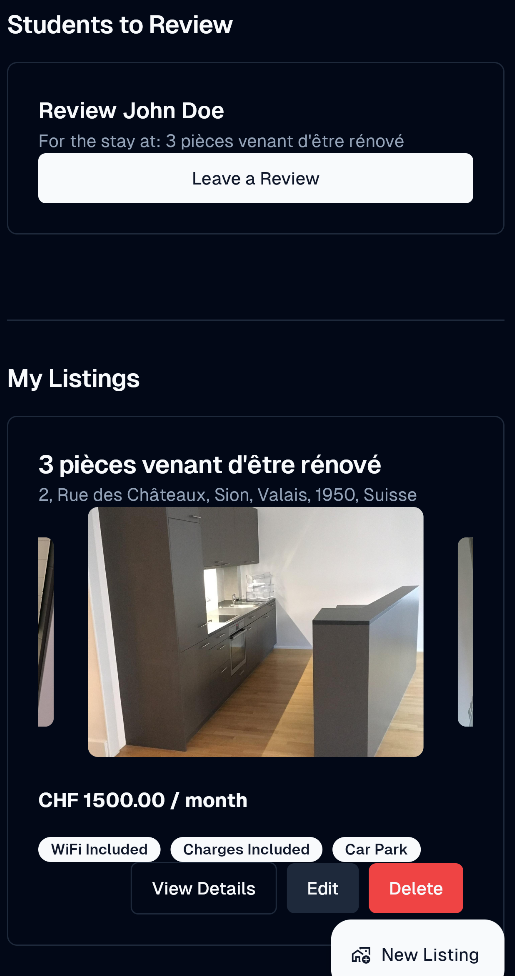 Students to Review
Review John Doe
For the stay at: 3 pièces venant d'être rénové
Leave a Review
My Listings
3 pièces venant d'être rénové
2, Rue des Châteaux, Sion, Valais, 1950, Suisse
CHF 1500.00 / month
WiFi Included Charges Included Car Park
View Details Edit Delete
New Listing